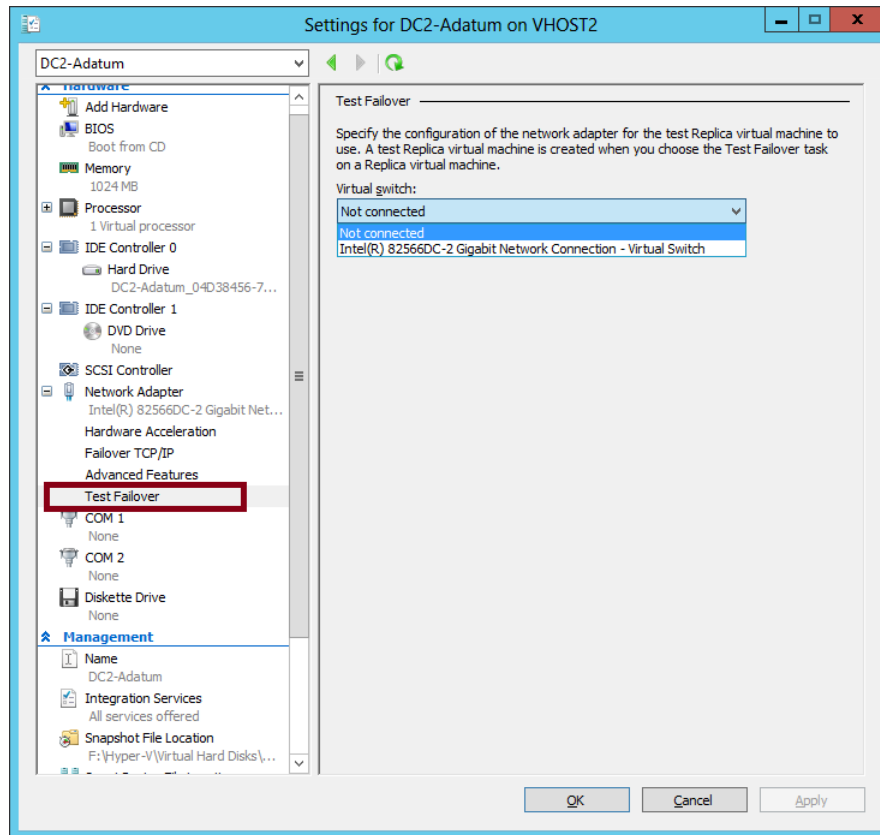 Settings for DC2-Adatum on VHOST2
DC2-Adatum
Hardware
Add Hardware
BIOS
Boot from CD
Memory
1024 MB
Processor
1 Virtual processor
IDE Controller 0
Hard Drive
DC2-Adatum_04D38456-7...
IDE Controller 1
DVD Drive
None
SCSI Controller
Network Adapter
Intel(R) 82566DC-2 Gigabit Net...
Hardware Acceleration
Failover TCP/IP
Advanced Features
Test Failover
COM 1
None
COM 2
None
Diskette Drive
None
Management
Name
DC2-Adatum
Integration Services
All services offered
Snapshot File Location
F:\Hyper-V\Virtual Hard Disks\...
Test Failover
Specify the configuration of the network adapter for the test Replica virtual machine to
use. A test Replica virtual machine is created when you choose the Test Failover task
on a Replica virtual machine.
Virtual switch:
Not connected
Not connected
Intel(R) 82566DC-2 Gigabit Network Connection - Virtual Switch
OK
Cancel
Apply